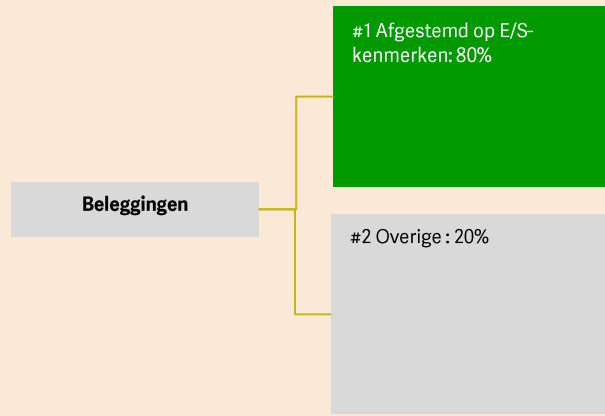 #1 Afgestemd op E/S-
kenmerken: 80%
Beleggingen
#2 Overige : 20%